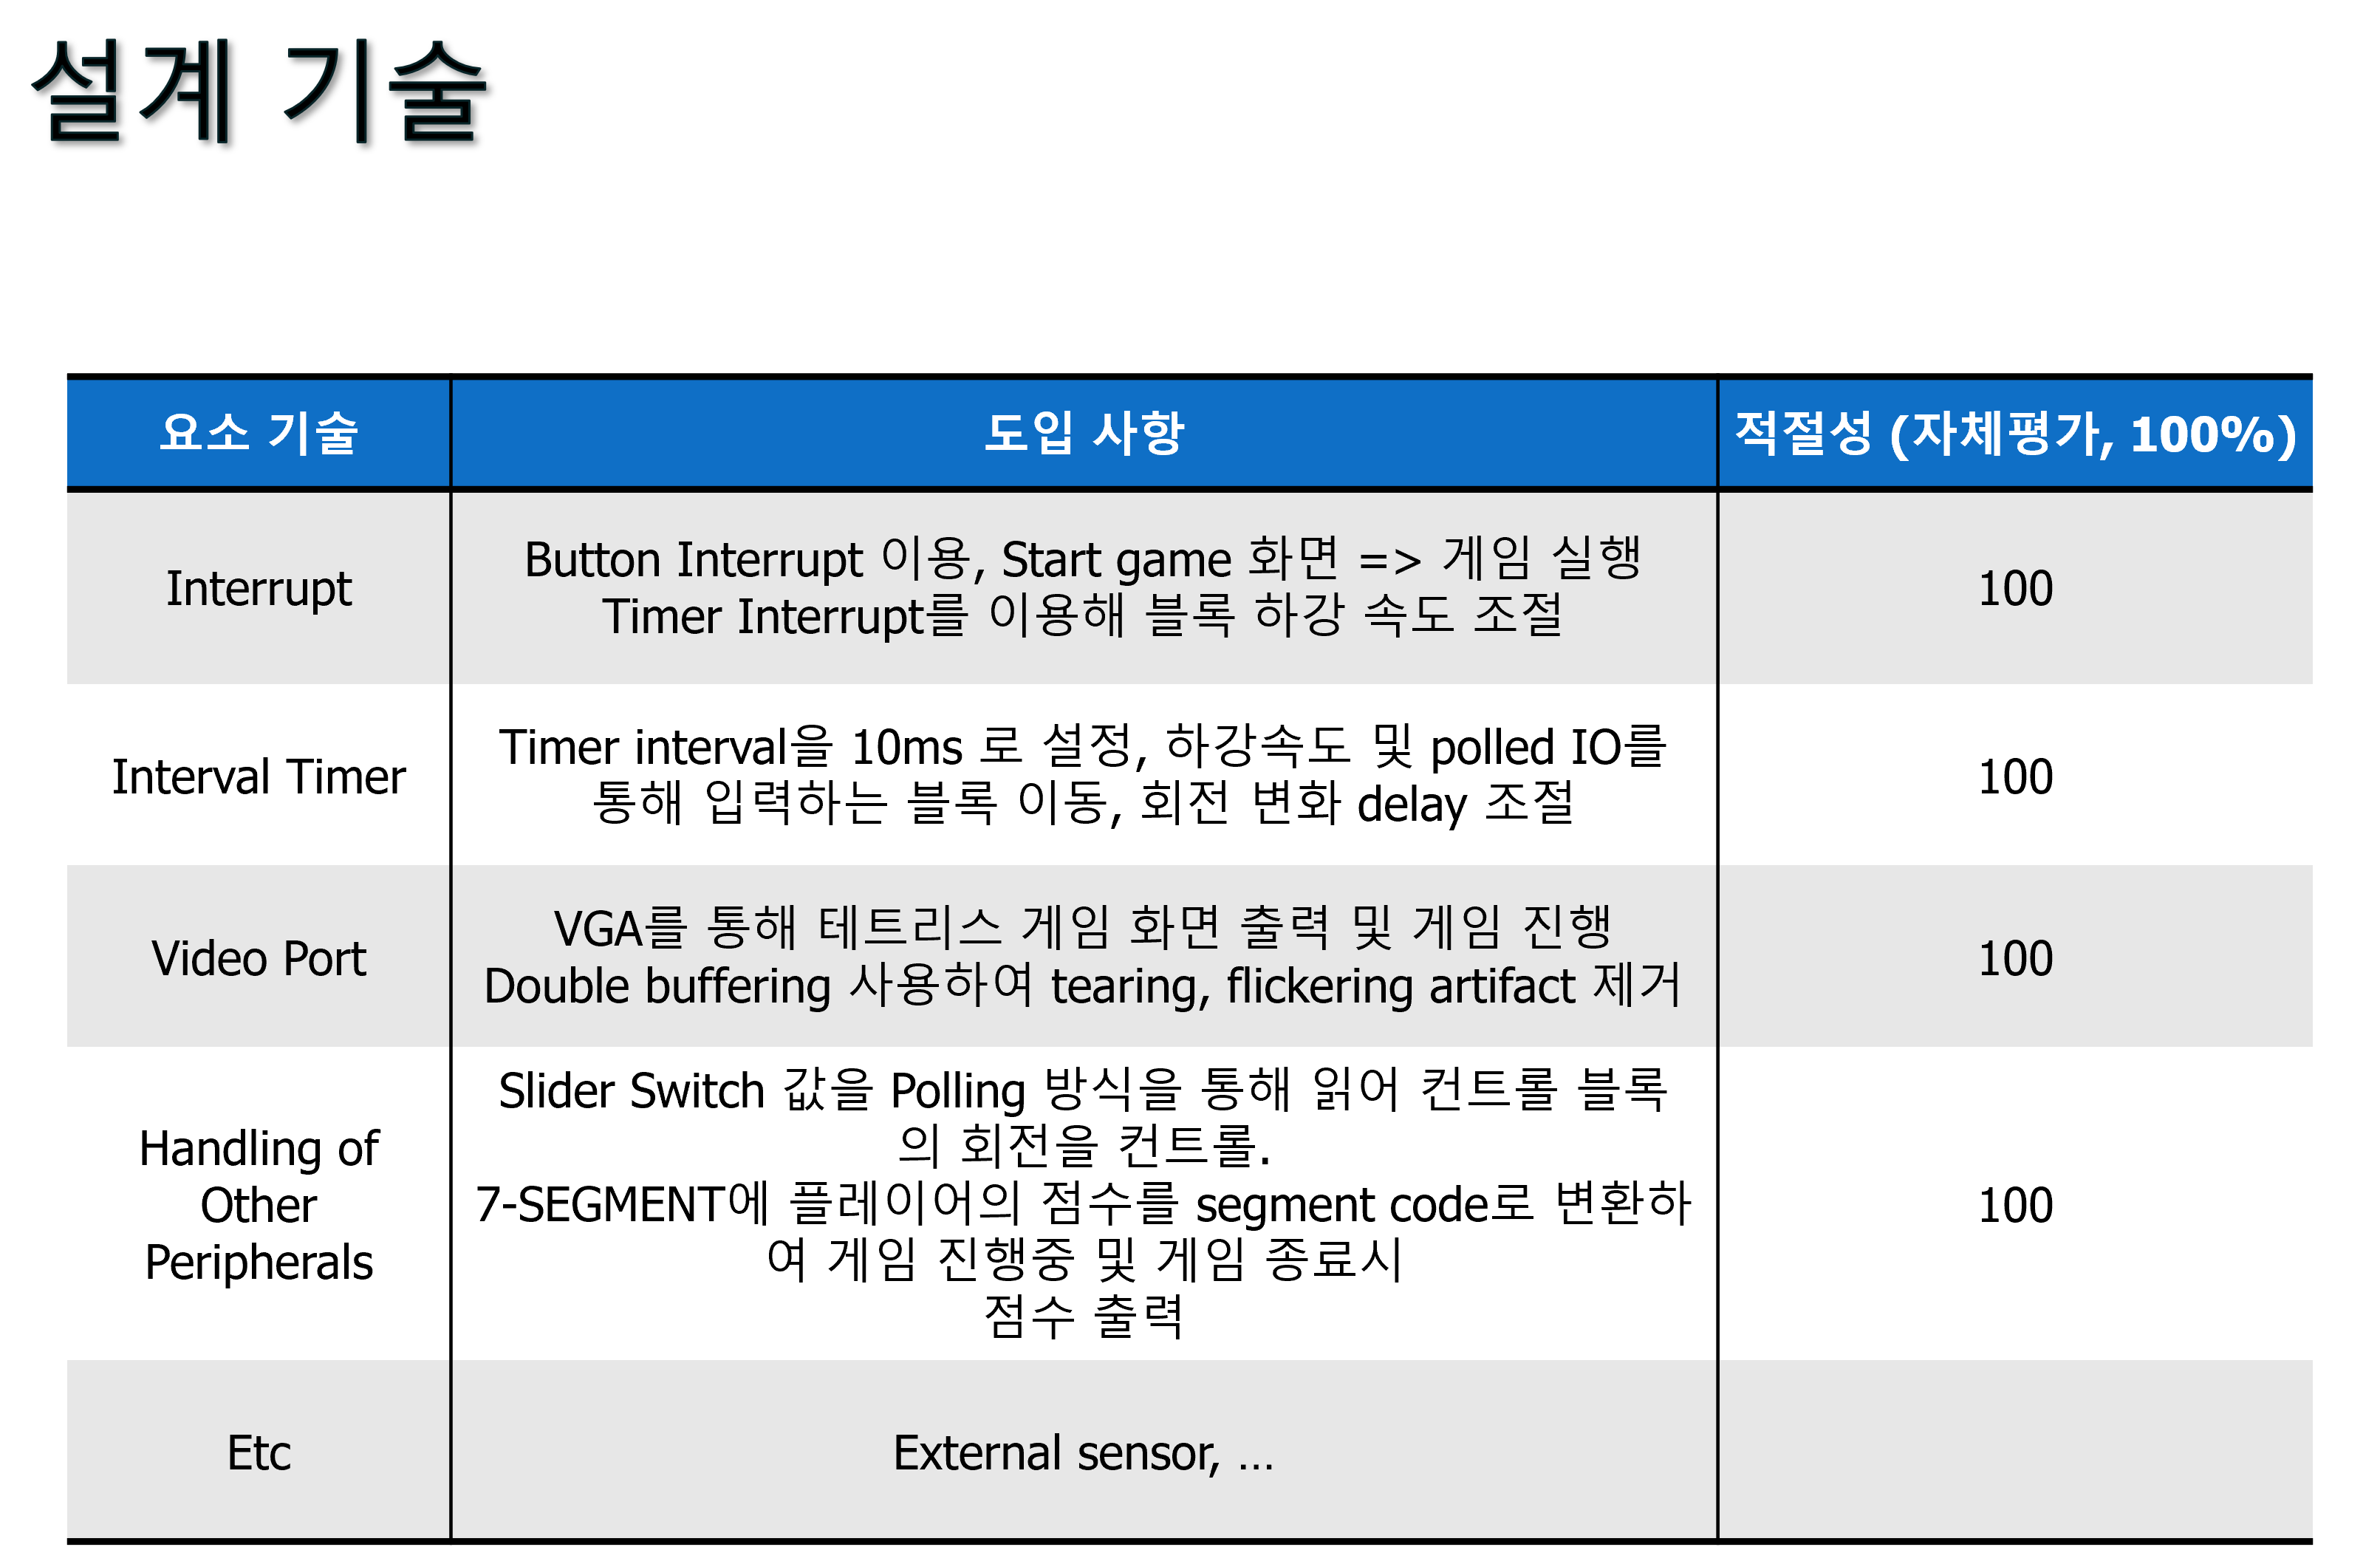 설계 기술
요소 기술
도입 사항
적절성 (자체평가, 100%)
Interrupt
Button Interrupt 이용, Start game 화면 => 게임 실행
Timer Interrupt를 이용해 블록 하강 속도 조절
100
Interval Timer
Timer interval을 10ms 로 설정, 하강속도 및 polled IO를
통해 입력하는 블록 이동, 회전 변화 delay 조절
100
Video Port
VGA를 통해 테트리스 게임 화면 출력 및 게임 진행
Double buffering 사용하여 tearing, flickering artifact 제거
100
Handling of
Other
Peripherals
Slider Switch 값을 Polling 방식을 통해 읽어 컨트롤 블록
의 회전을 컨트롤.
7-SEGMENT에 플레이어의 점수를 segment code로 변환하
여 게임 진행중 및 게임 종료시
점수 출력
100
Etc
External sensor, ...